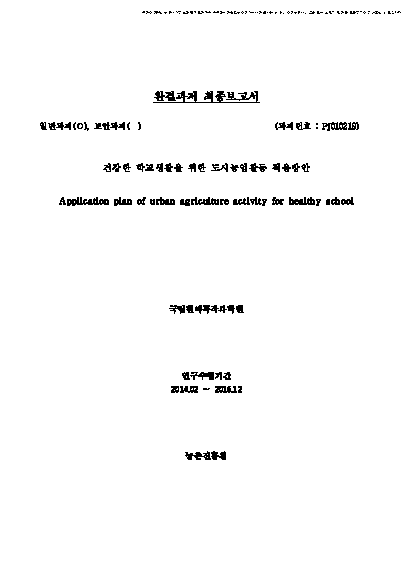 완결과제 최종보고서
일반과제(O), 보안과제(  )    (과제번호 : PJ010219)
건강한 학교생활을 위한 도시농업활동 적용방안
Application plan of urban agriculture activity for healthy school
국립원예특작과학원
연구수행기간
2014.02 ~ 2016.12
농촌진흥청